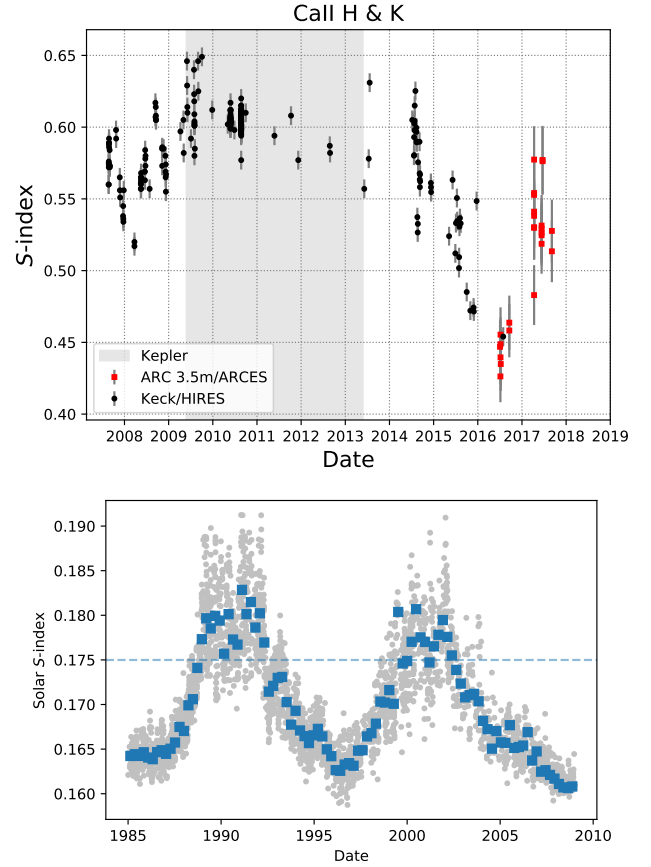 CaII H & K
0.65
0.60
0.55
0.50
0.45
0.40
S-index
Kepler
ARC 3.5m/ARCES
Keck/HIRES
2008 2009 2010 2011 2012 2013 2014 2015 2016 2017 2018 2019
Date
0.190
0.185
0.180
0.175
0.170
0.165
0.160
Solar S-index
1985 1990 1995 2000 2005 2010
Date